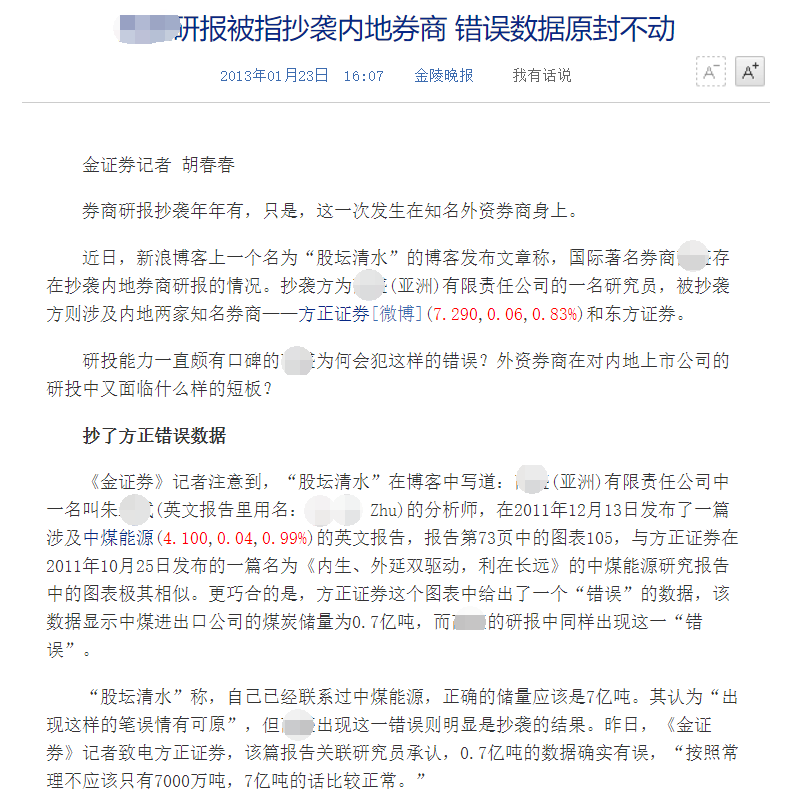 研报被指抄袭内地券商 错误数据原封不动
2013年01月23日 16:07 金陵晚报 我有话说 A- A+
金证券记者 胡春春
券商研报抄袭年年有，只是，这一次发生在知名外资券商身上。
近日，新浪博客上一个名为“股坛清水”的博客发布文章称，国际著名券商存
在抄袭内地券商研报的情况。抄袭方为(亚洲)有限责任公司的一名研究员，被抄袭
方则涉及内地两家知名券商——方正证券[微博](7.290,0.06,0.83%)和东方证券。
研投能力一直颇有口碑的为何会犯这样的错误？外资券商在对内地上市公司的
研投中又面临什么样的短板？
抄了方正错误数据
《金证券》记者注意到，“股坛清水”在博客中写道：(亚洲)有限责任公司中
一名叫朱(英文报告里用名： Zhu)的分析师，在2011年12月13日发布了一篇
涉及中煤能源(4.100,0.04,0.99%)的英文报告，报告第73页中的图表105，与方正证券在
2011年10月25日发布的一篇名为《内生、外延双驱动，利在长远》的中煤能源研究报告
中的图表极其相似。更巧合的是，方正证券这个图表中给出了一个“错误”的数据，该
数据显示中煤进出口公司的煤炭储量为0.7亿吨，而的研报中同样出现这一“错
误”。
“股坛清水”称，自己已经联系过中煤能源，正确的储量应该是7亿吨。其认为“出
现这样的笔误情有可原”，但出现这一错误则明显是抄袭的结果。昨日，《金证
券》记者致电方正证券，该篇报告关联研究员承认，0.7亿吨的数据确实有误，“按照常
理不应该只有7000万吨，7亿吨的话比较正常。”